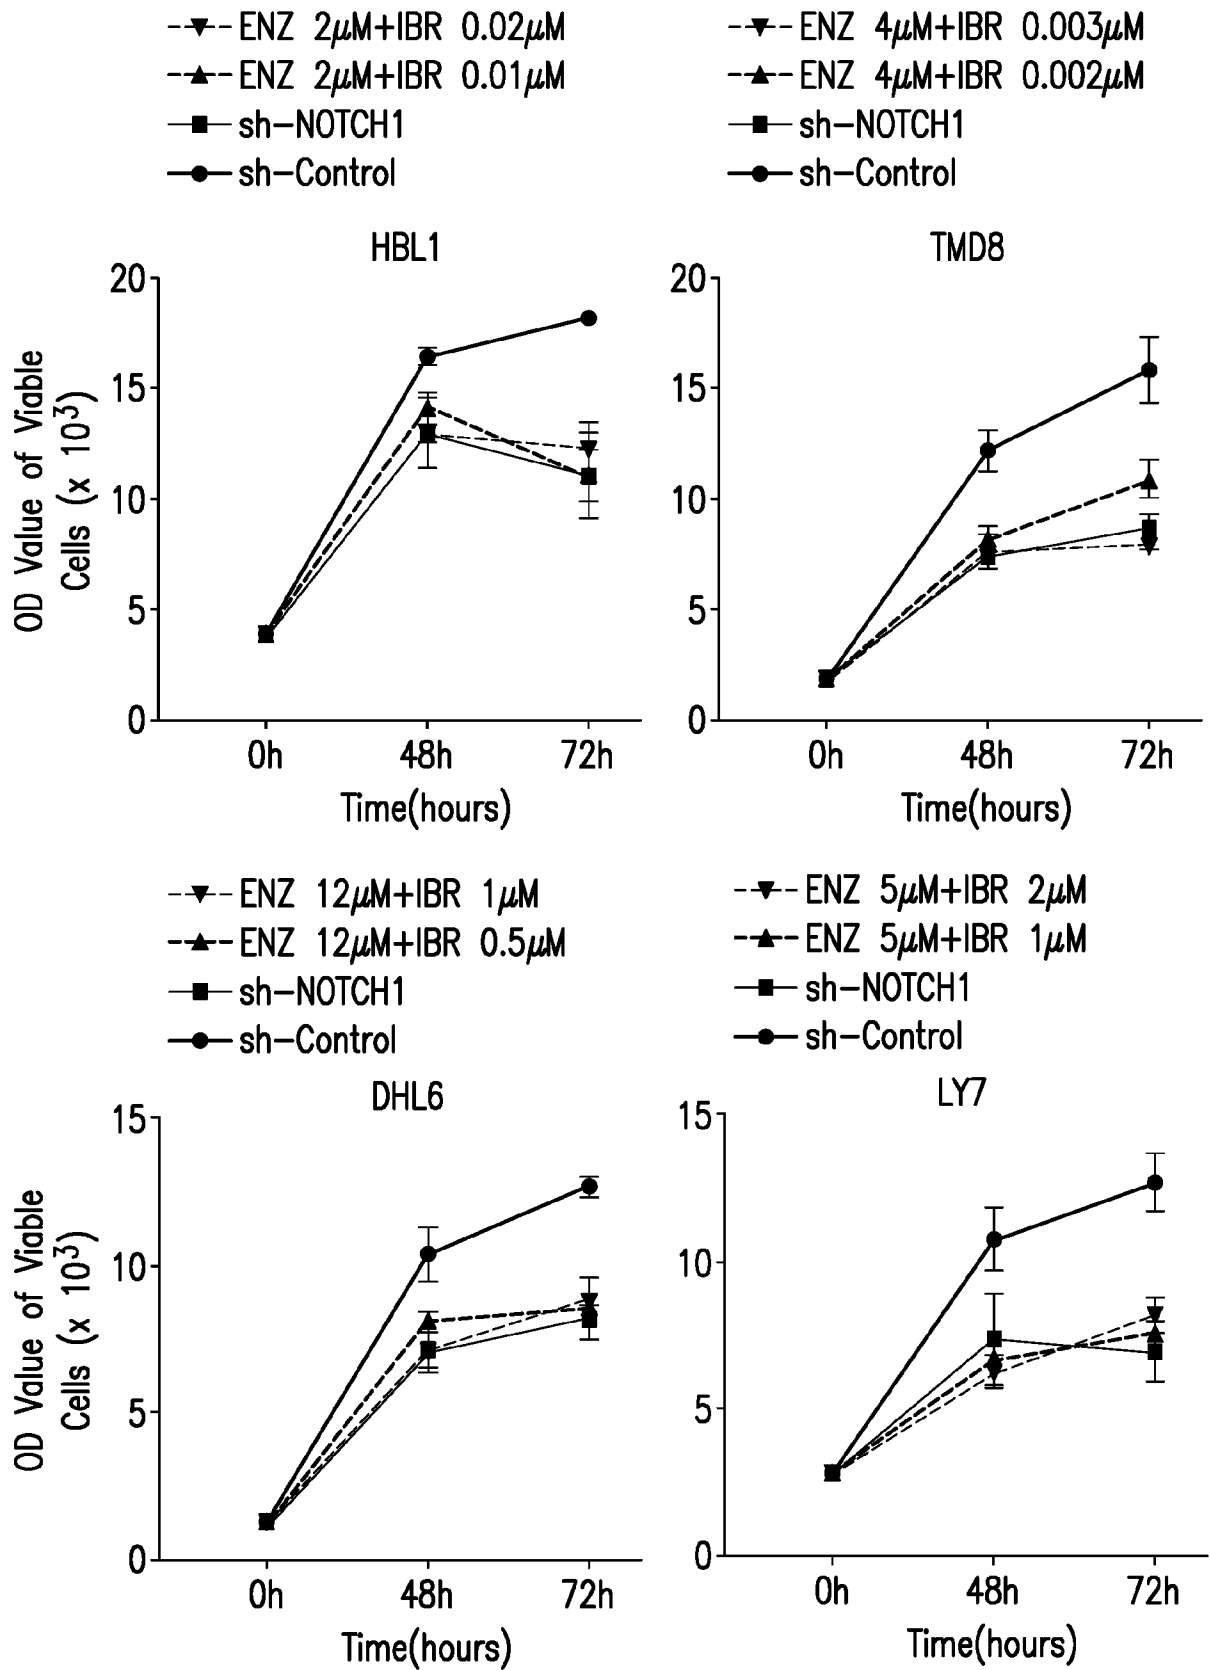 ENZ 2μM+IBR 0.02μM
ENZ 2μM+IBR 0.01μM
sh-NOTCH1
sh-Control
HBL1
20
15
10
5
0
OD Value of Viable
Cells (x 10³)
0h 48h 72h
Time(hours)
ENZ 4μM+IBR 0.003μM
ENZ 4μM+IBR 0.002μM
sh-NOTCH1
sh-Control
TMD8
20
15
10
5
0
0h 48h 72h
Time(hours)
ENZ 12μM+IBR 1μM
ENZ 12μM+IBR 0.5μM
sh-NOTCH1
sh-Control
DHL6
15
10
5
0
OD Value of Viable
Cells (x 10³)
0h 48h 72h
Time(hours)
ENZ 5μM+IBR 2μM
ENZ 5μM+IBR 1μM
sh-NOTCH1
sh-Control
LY7
15
10
5
0
0h 48h 72h
Time(hours)